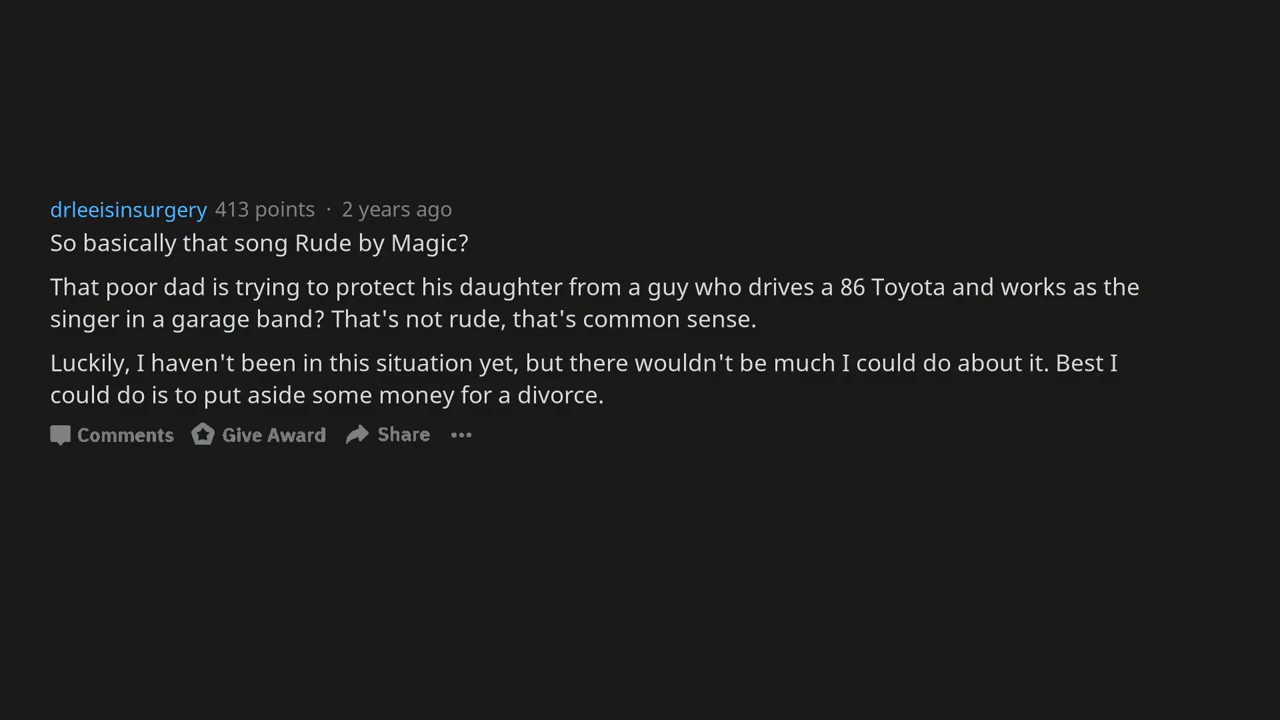 drleeisinsurgery 413 points · 2 years ago
So basically that song Rude by Magic?
That poor dad is trying to protect his daughter from a guy who drives a 86 Toyota and works as the
singer in a garage band? That's not rude, that's common sense.
Luckily, I haven't been in this situation yet, but there wouldn't be much I could do about it. Best I
could do is to put aside some money for a divorce.
Comments Give Award Share ···